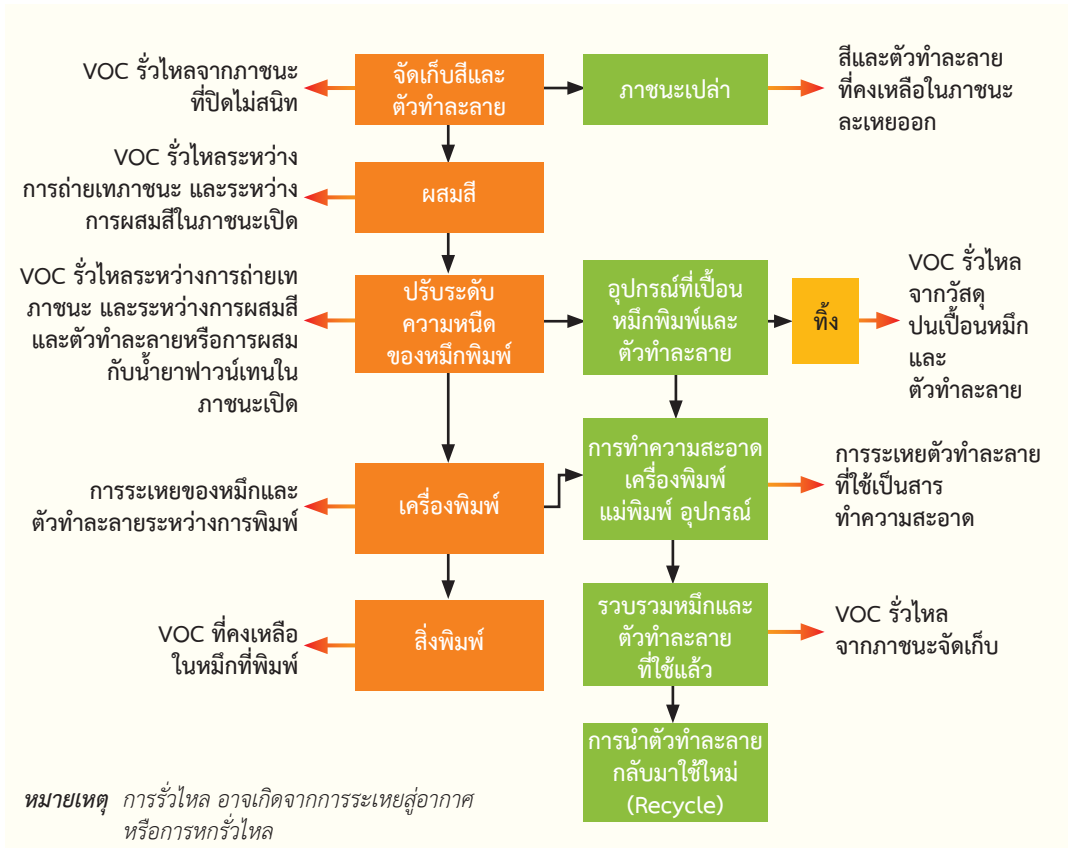 VOC รั่วไหลจากภาชนะ
ที่ปิดไม่สนิท
จัดเก็บสีและ
ตัวทำละลาย
ภาชนะเปล่า
สีและตัวทำละลาย
ที่คงเหลือในภาชนะ
ละเหยออก
VOC รั่วไหลระหว่าง
การถ่ายเทภาชนะ และระหว่าง
การผสมสีในภาชนะเปิด
ผสมสี
VOC รั่วไหลระหว่างการถ่ายเท
ภาชนะ และระหว่างการผสมสี
และตัวทำละลายหรือการผสม
กับน้ำยาฟาวน์เทนใน
ภาชนะเปิด
ปรับระดับ
ความหนืด
ของหมึกพิมพ์
อุปกรณ์ที่เปื้อน
หมึกพิมพ์และ
ตัวทำละลาย
ทิ้ง
VOC รั่วไหล
จากวัสดุ
ปนเปื้อนหมึก
และ
ตัวทำละลาย
การระเหยของหมึกและ
ตัวทำละลายระหว่างการพิมพ์
เครื่องพิมพ์
การทำความสะอาด
เครื่องพิมพ์
แม่พิมพ์ อุปกรณ์
การระเหยตัวทำละลาย
ที่ใช้เป็นสาร
ทำความสะอาด
VOC ที่คงเหลือ
ในหมึกที่พิมพ์
สิ่งพิมพ์
รวบรวมหมึกและ
ตัวทำละลาย
ที่ใช้แล้ว
VOC รั่วไหล
จากภาชนะจัดเก็บ
การนำตัวทำละลาย
กลับมาใช้ใหม่
(Recycle)
หมายเหตุ การรั่วไหล อาจเกิดจากการระเหยสู่อากาศ
หรือการหกรั่วไหล